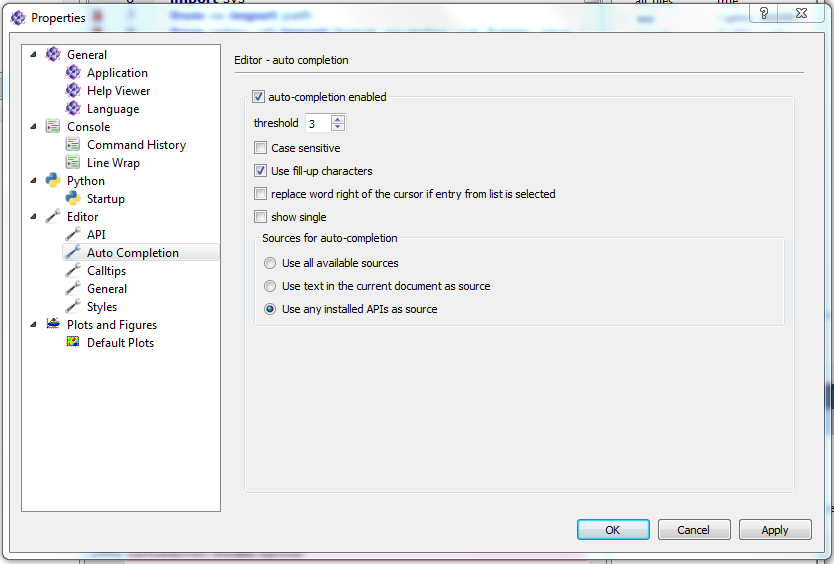 Properties
General
Application
Help Viewer
Language
Console
Command History
Line Wrap
Python
Startup
Editor
API
Auto Completion
Calltips
General
Styles
Plots and Figures
Default Plots
Editor - auto completion
auto-completion enabled
threshold 3
Case sensitive
Use fill-up characters
replace word right of the cursor if entry from list is selected
show single
Sources for auto-completion
Use all available sources
Use text in the current document as source
Use any installed APIs as source
OK Cancel Apply